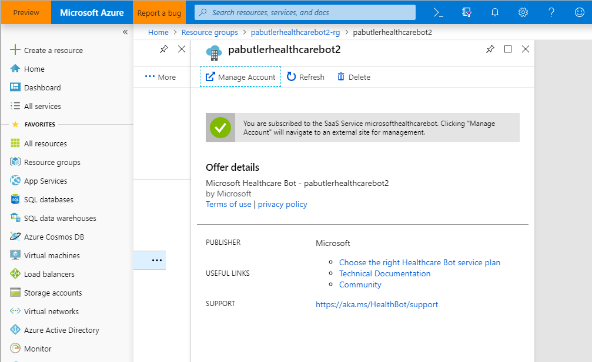 Preview
Microsoft Azure
Report a bug
Search resources, services, and docs
Home > Resource groups > pabutlerhealthcarebot2-rg > pabutlerhealthcarebot2
Create a resource
Home
Dashboard
All services
FAVORITES
All resources
Resource groups
App Services
SQL databases
SQL data warehouses
Azure Cosmos DB
Virtual machines
Load balancers
Storage accounts
Virtual networks
Azure Active Directory
Monitor
More
pabutlerhealthcarebot2
Manage Account
Refresh
Delete
You are subscribed to the SaaS Service microsofthealthcarebot. Clicking "Manage
Account" will navigate to an external site for management.
Offer details
Microsoft Healthcare Bot - pabutlerhealthcarebot2
by Microsoft
Terms of use | privacy policy
PUBLISHER Microsoft
USEFUL LINKS
Choose the right Healthcare Bot service plan
Technical Documentation
Community
SUPPORT https://aka.ms/HealthBot/support